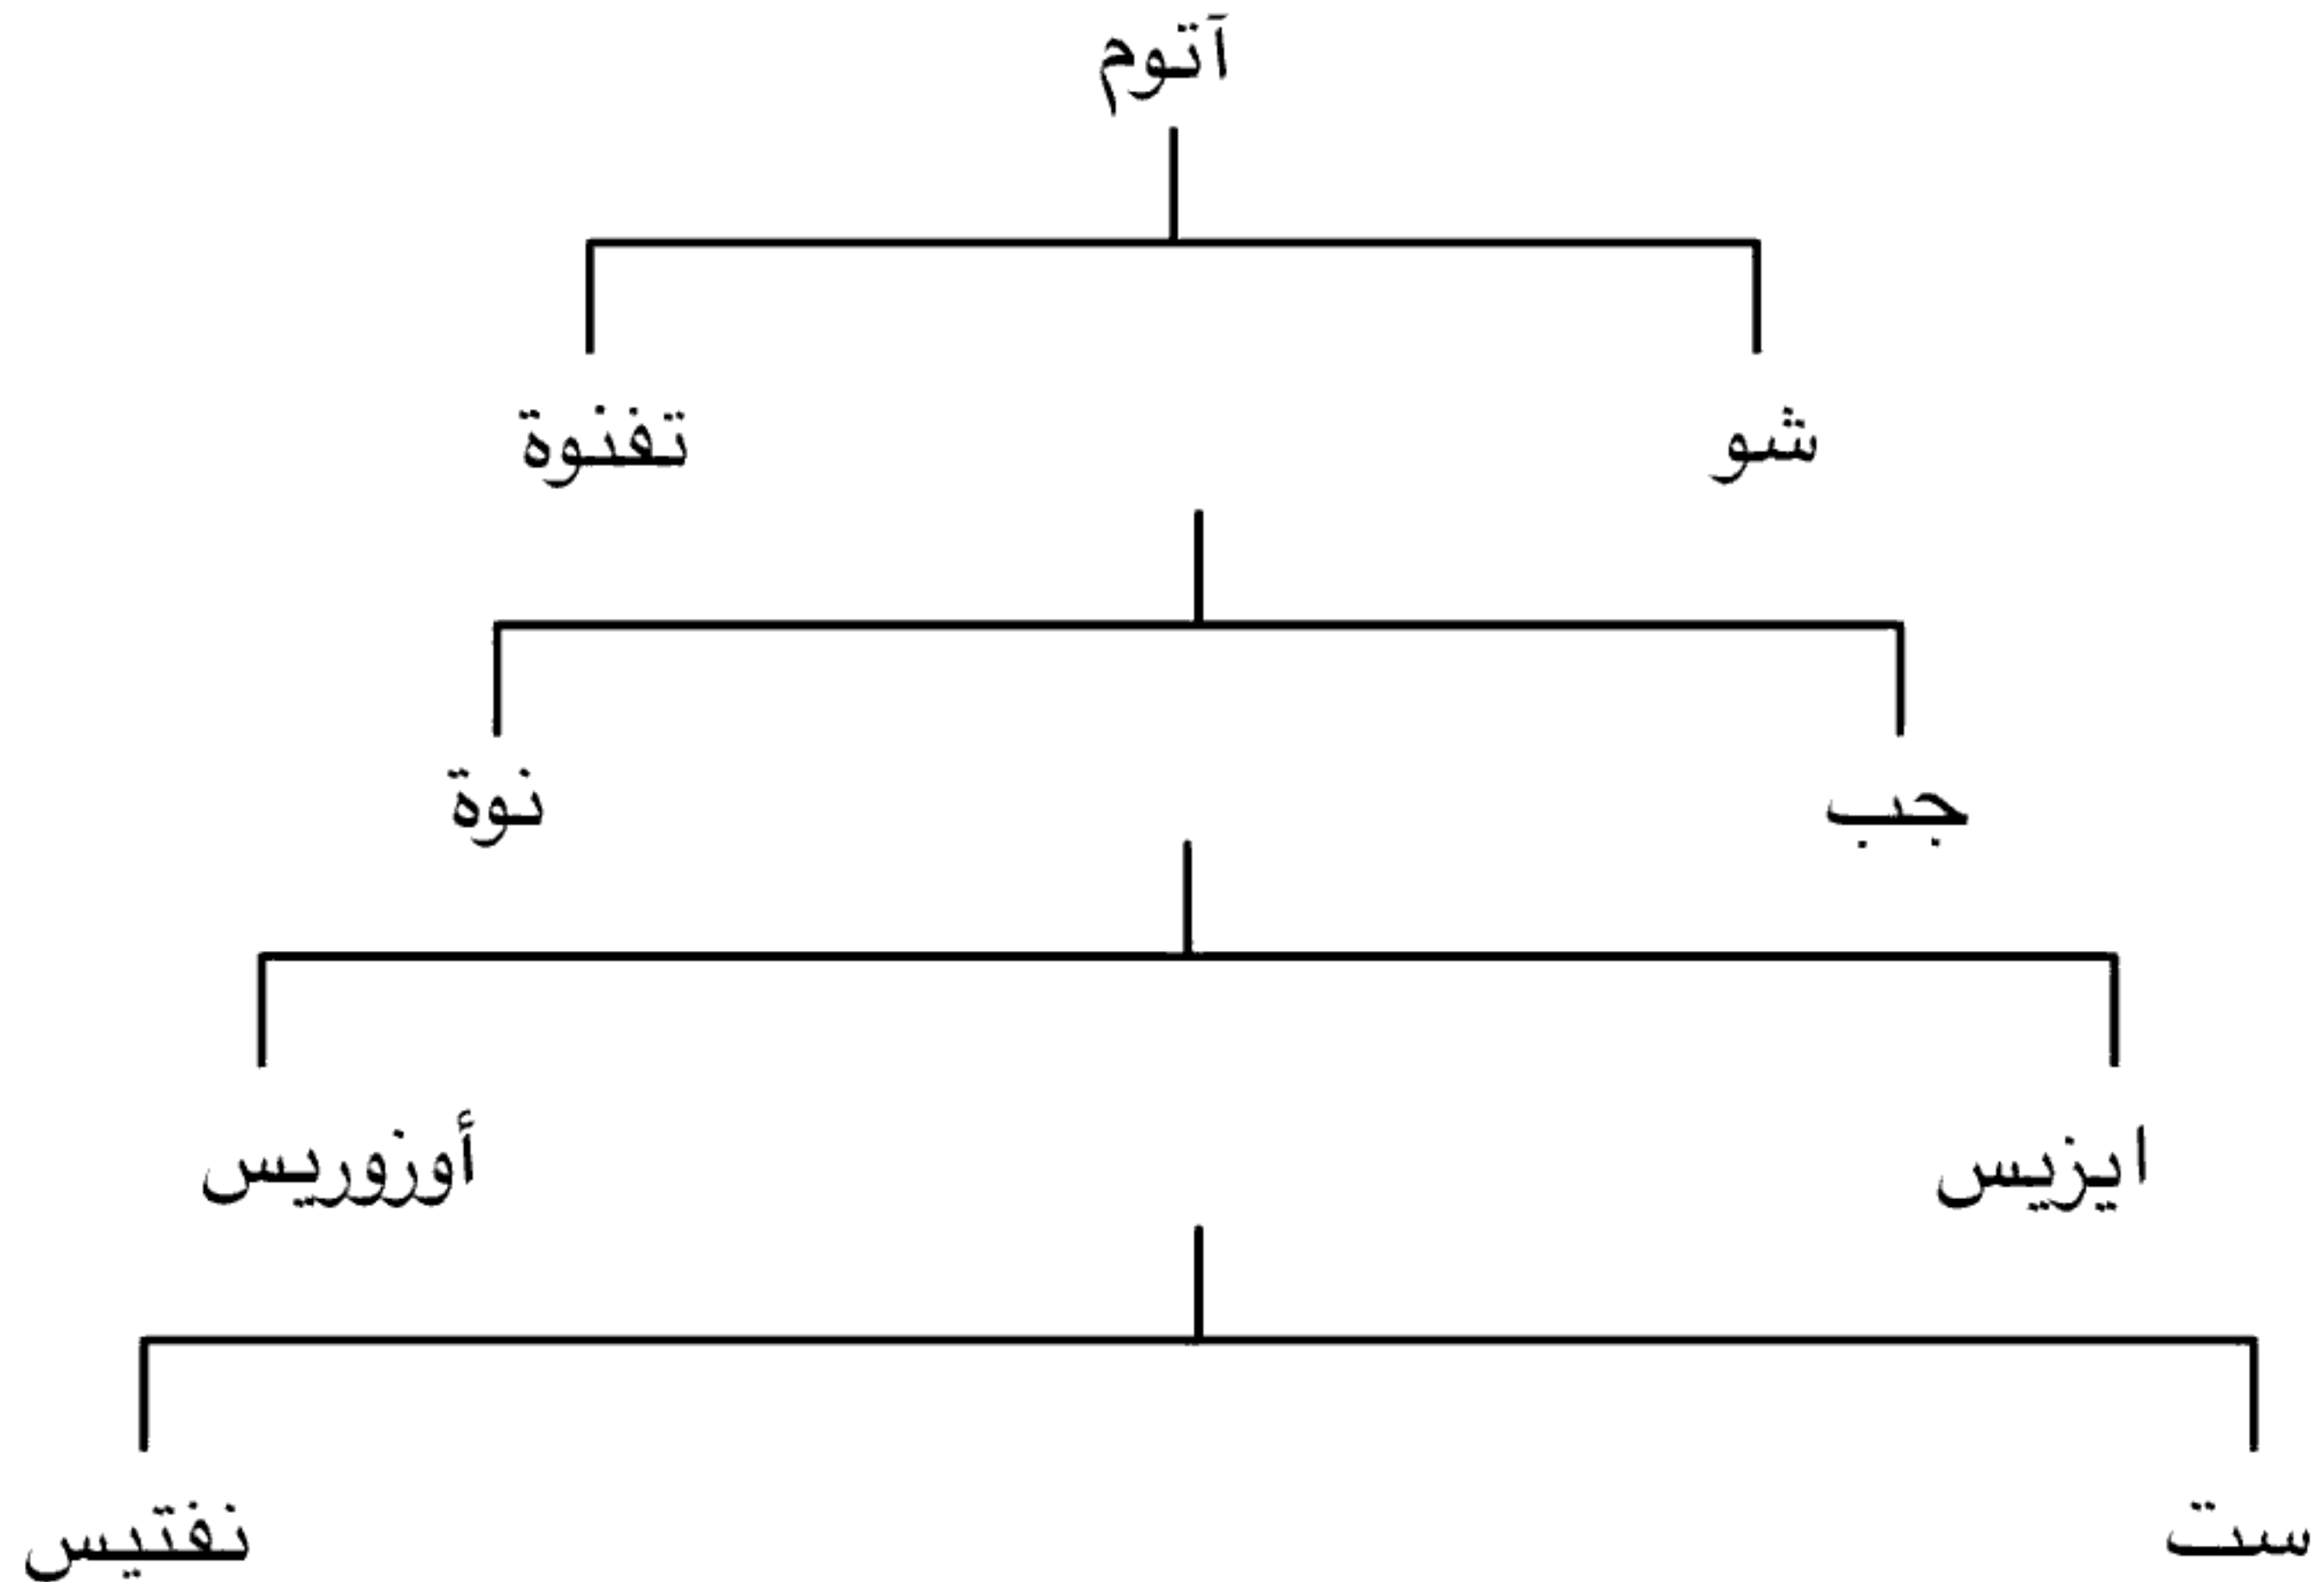 آتوم
شو تفنوة
جب نوة
ايزيس أوزوريس
ست نفتيس